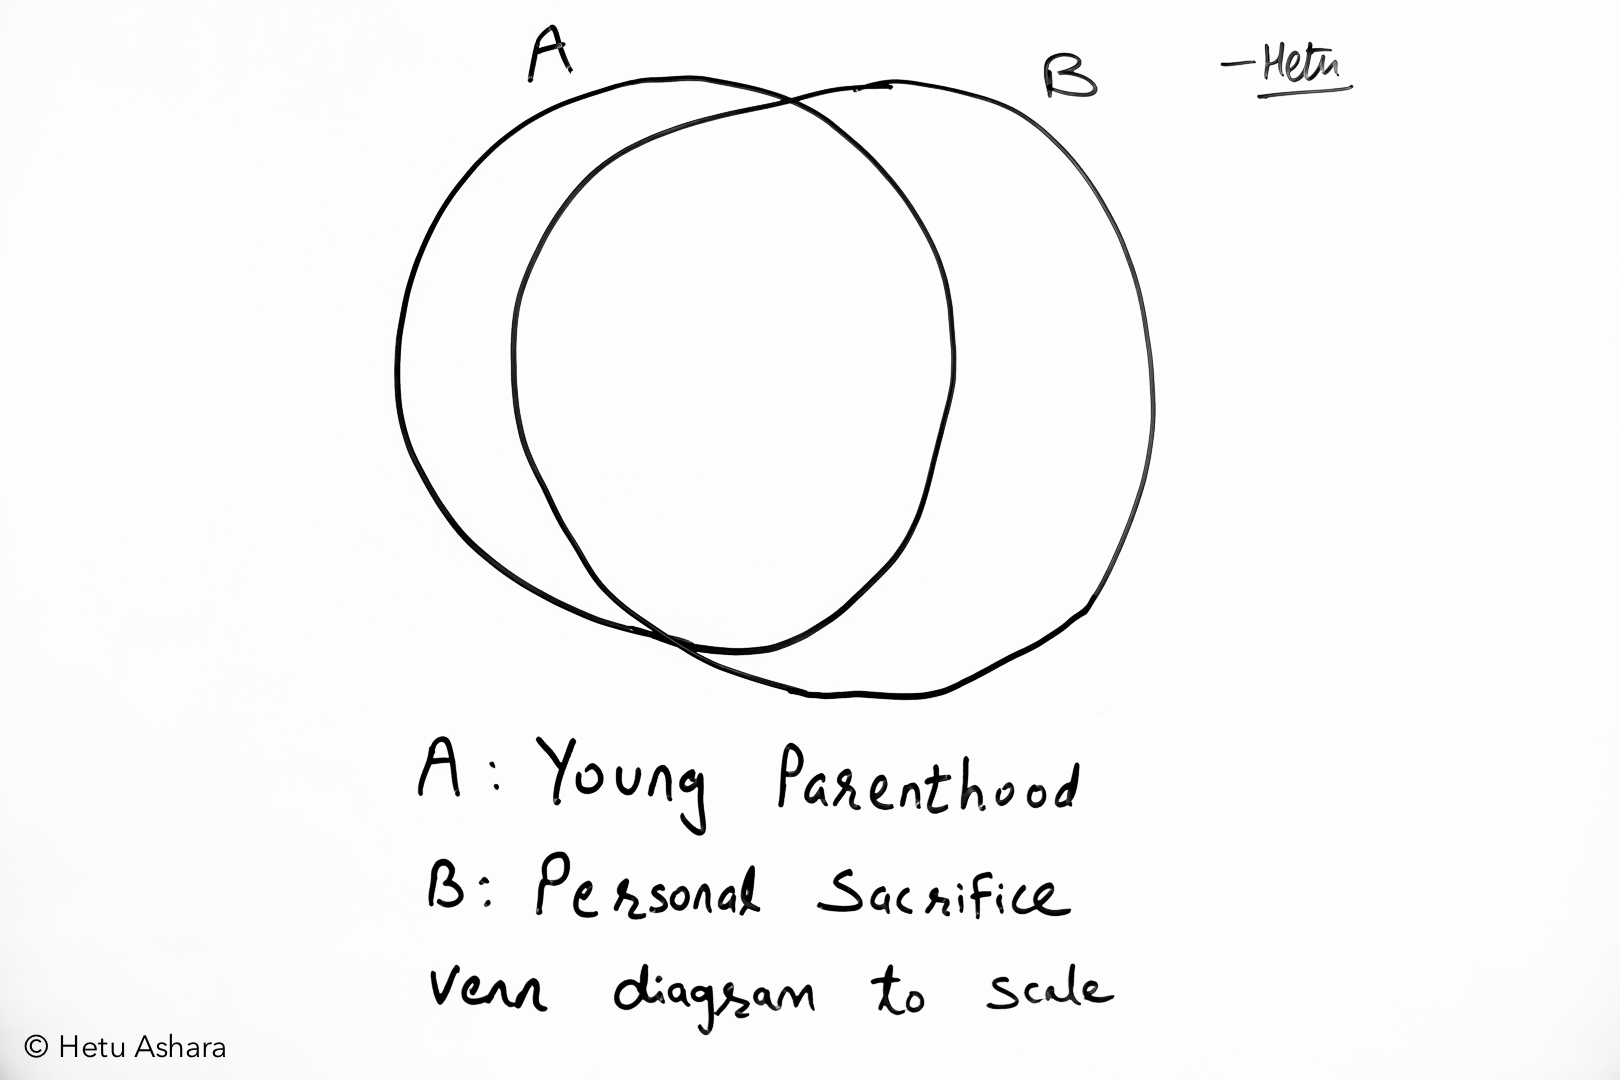 A
B
- Hetu
A: Young Parenthood
B: Personal Sacrifice
Venn diagram to scale
© Hetu Ashara